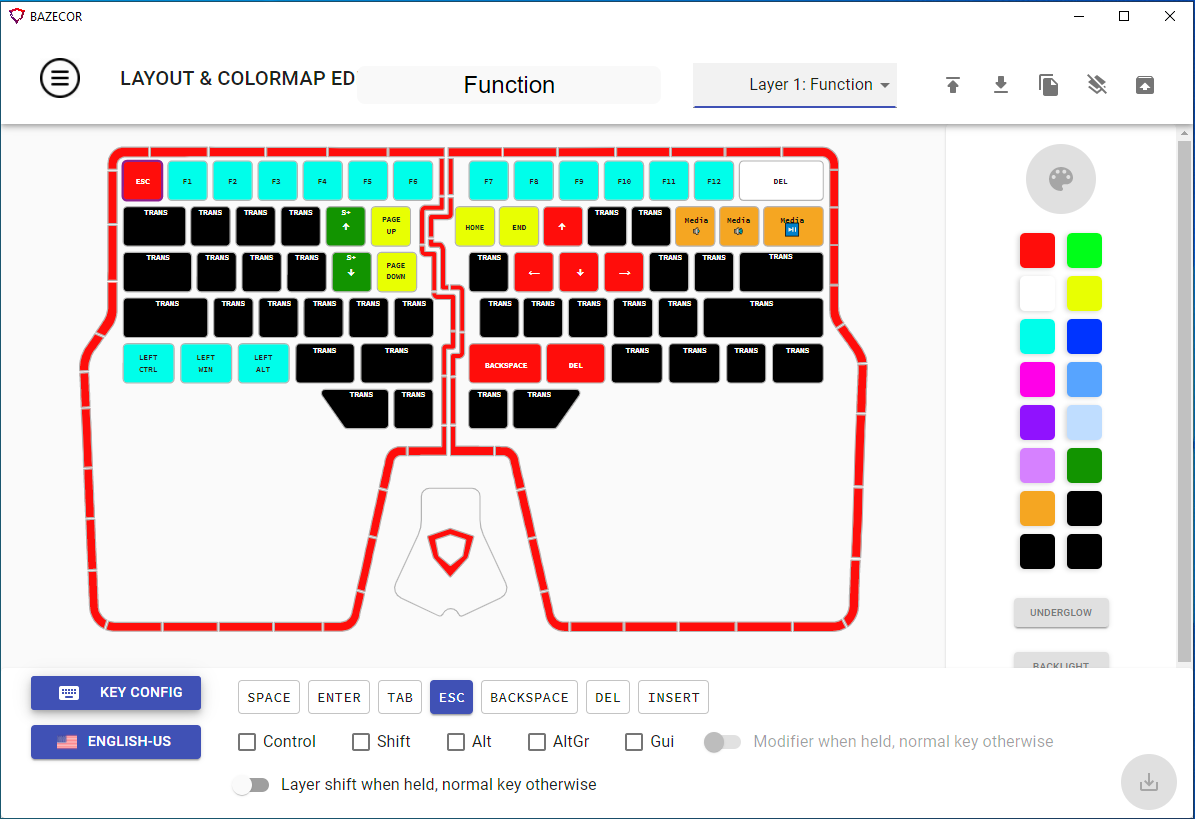 BAZECOR
LAYOUT & COLORMAP ED
Function
Layer 1: Function
ESC F1 F2 F3 F4 F5 F6 F7 F8 F9 F10 F11 F12 DEL
TRANS TRANS TRANS TRANS S+ PAGE UP HOME END TRANS TRANS Media Media Media
TRANS TRANS TRANS TRANS S+ PAGE DOWN TRANS TRANS TRANS TRANS
TRANS TRANS TRANS TRANS TRANS TRANS TRANS TRANS TRANS TRANS TRANS TRANS
LEFT CTRL LEFT WIN LEFT ALT TRANS TRANS BACKSPACE DEL TRANS TRANS TRANS TRANS
TRANS TRANS TRANS TRANS
UNDERGLOW
BACKLIGHT
KEY CONFIG
SPACE ENTER TAB ESC BACKSPACE DEL INSERT
ENGLISH-US
Control Shift Alt AltGr Gui Modifier when held, normal key otherwise
Layer shift when held, normal key otherwise